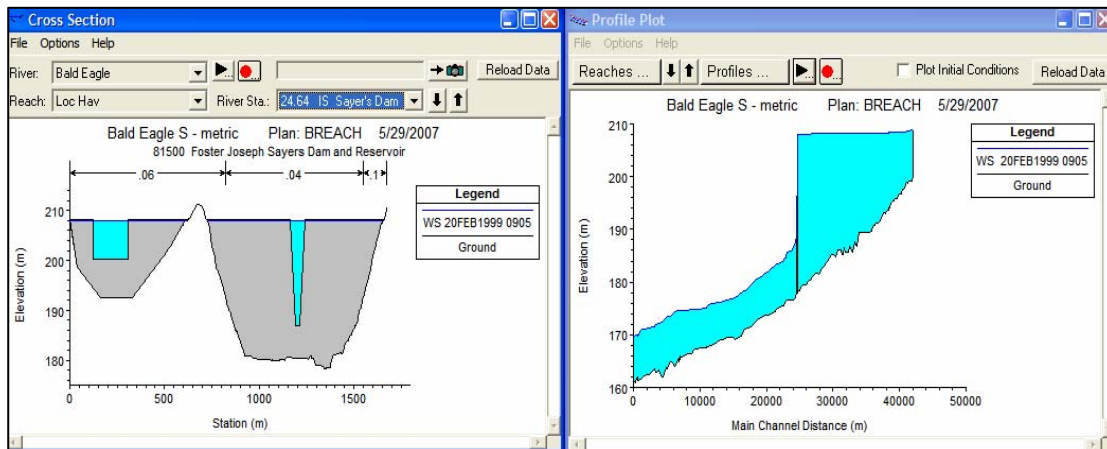 Cross Section
File Options Help
River: Bald Eagle
Reload Data
Reach: Loc Hav
River Sta.: 24.64 IS Sayer's Dam
Bald Eagle S - metric Plan: BREACH 5/29/2007
81500 Foster Joseph Sayers Dam and Reservoir
.06 .04 .1
Legend
WS 20FEB1999 0905
Ground
Elevation (m)
210
200
190
180
0 500 1000 1500
Station (m)
Profile Plot
File Options Help
Reaches ... Profiles ... Plot Initial Conditions Reload Data
Bald Eagle S - metric Plan: BREACH 5/29/2007
Legend
WS 20FEB1999 0905
Ground
Elevation (m)
210
200
190
180
170
160
0 10000 20000 30000 40000 50000
Main Channel Distance (m)